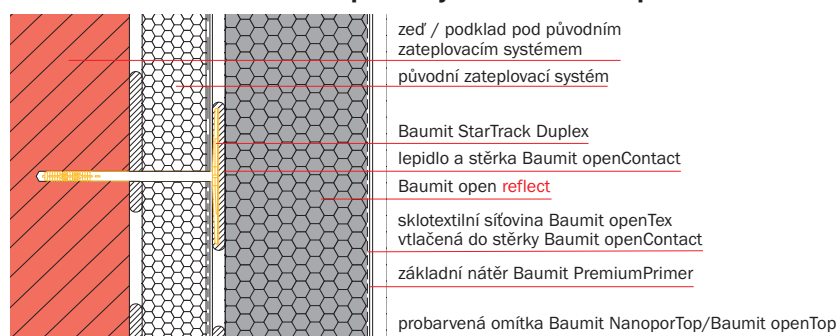 zeď / podklad pod původním
zateplovacím systémem
původní zateplovací systém
Baumit StarTrack Duplex
lepidlo a stěrka Baumit openContact
Baumit open reflect
sklotextilní síťovina Baumit openTex
vtlačená do stěrky Baumit openContact
základní nátěr Baumit PremiumPrimer
probarvená omítka Baumit NanoporTop/Baumit openTop